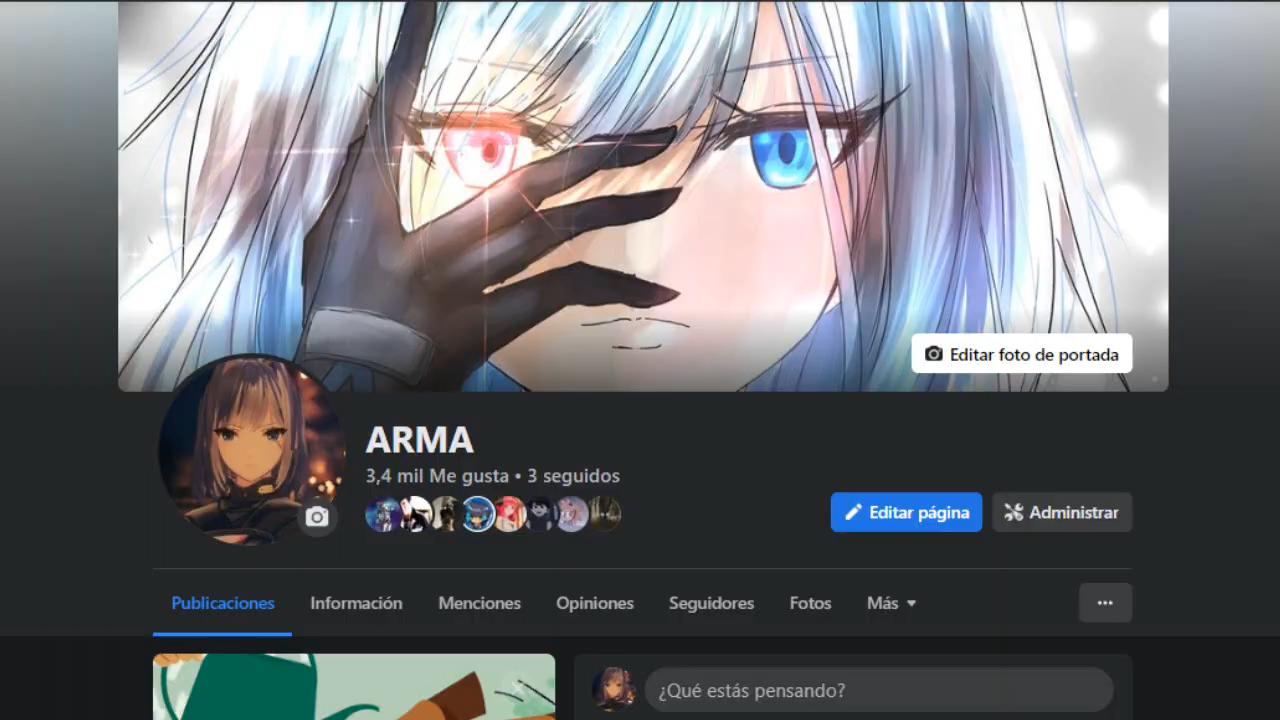 Editar foto de portada
ARMA
3,4 mil Me gusta • 3 seguidos
Editar página
Administrar
Publicaciones
Información
Menciones
Opiniones
Seguidores
Fotos
Más
¿Qué estás pensando?